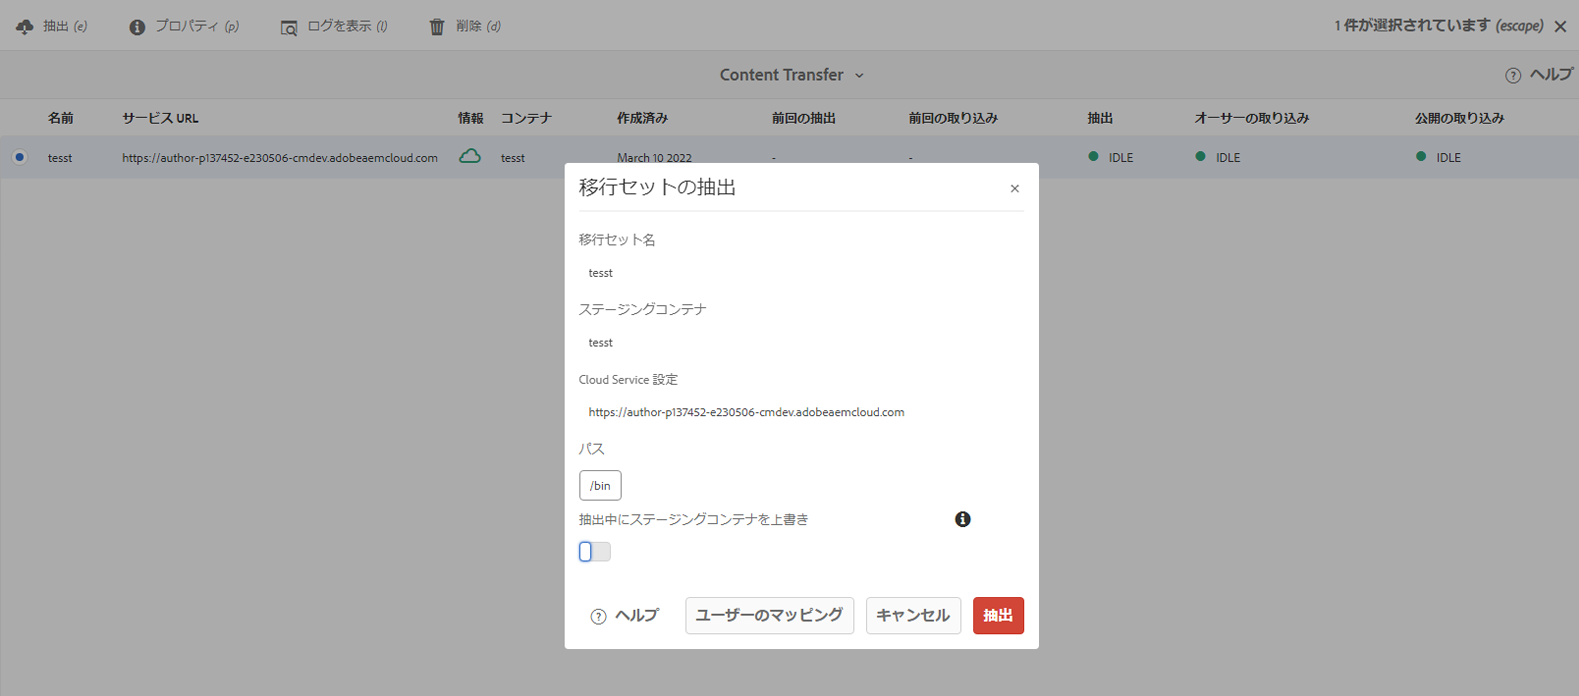 抽出 (e) プロパティ (p) ログを表示 (l) 削除 (d) 1 件が選択されています (escape)
Content Transfer ヘルプ
名前 サービス URL 情報 コンテナ 作成済み 前回の抽出 前回の取り込み 抽出 オーサーの取り込み 公開の取り込み
tesst https://author-p137452-e230506-cmdev.adobeaemcloud.com tesst March 10 2022 - - IDLE IDLE IDLE
移行セットの抽出
移行セット名
tesst
ステージングコンテナ
tesst
Cloud Service 設定
https://author-p137452-e230506-cmdev.adobeaemcloud.com
パス
/bin
抽出中にステージングコンテナを上書き
ヘルプ ユーザーのマッピング キャンセル 抽出